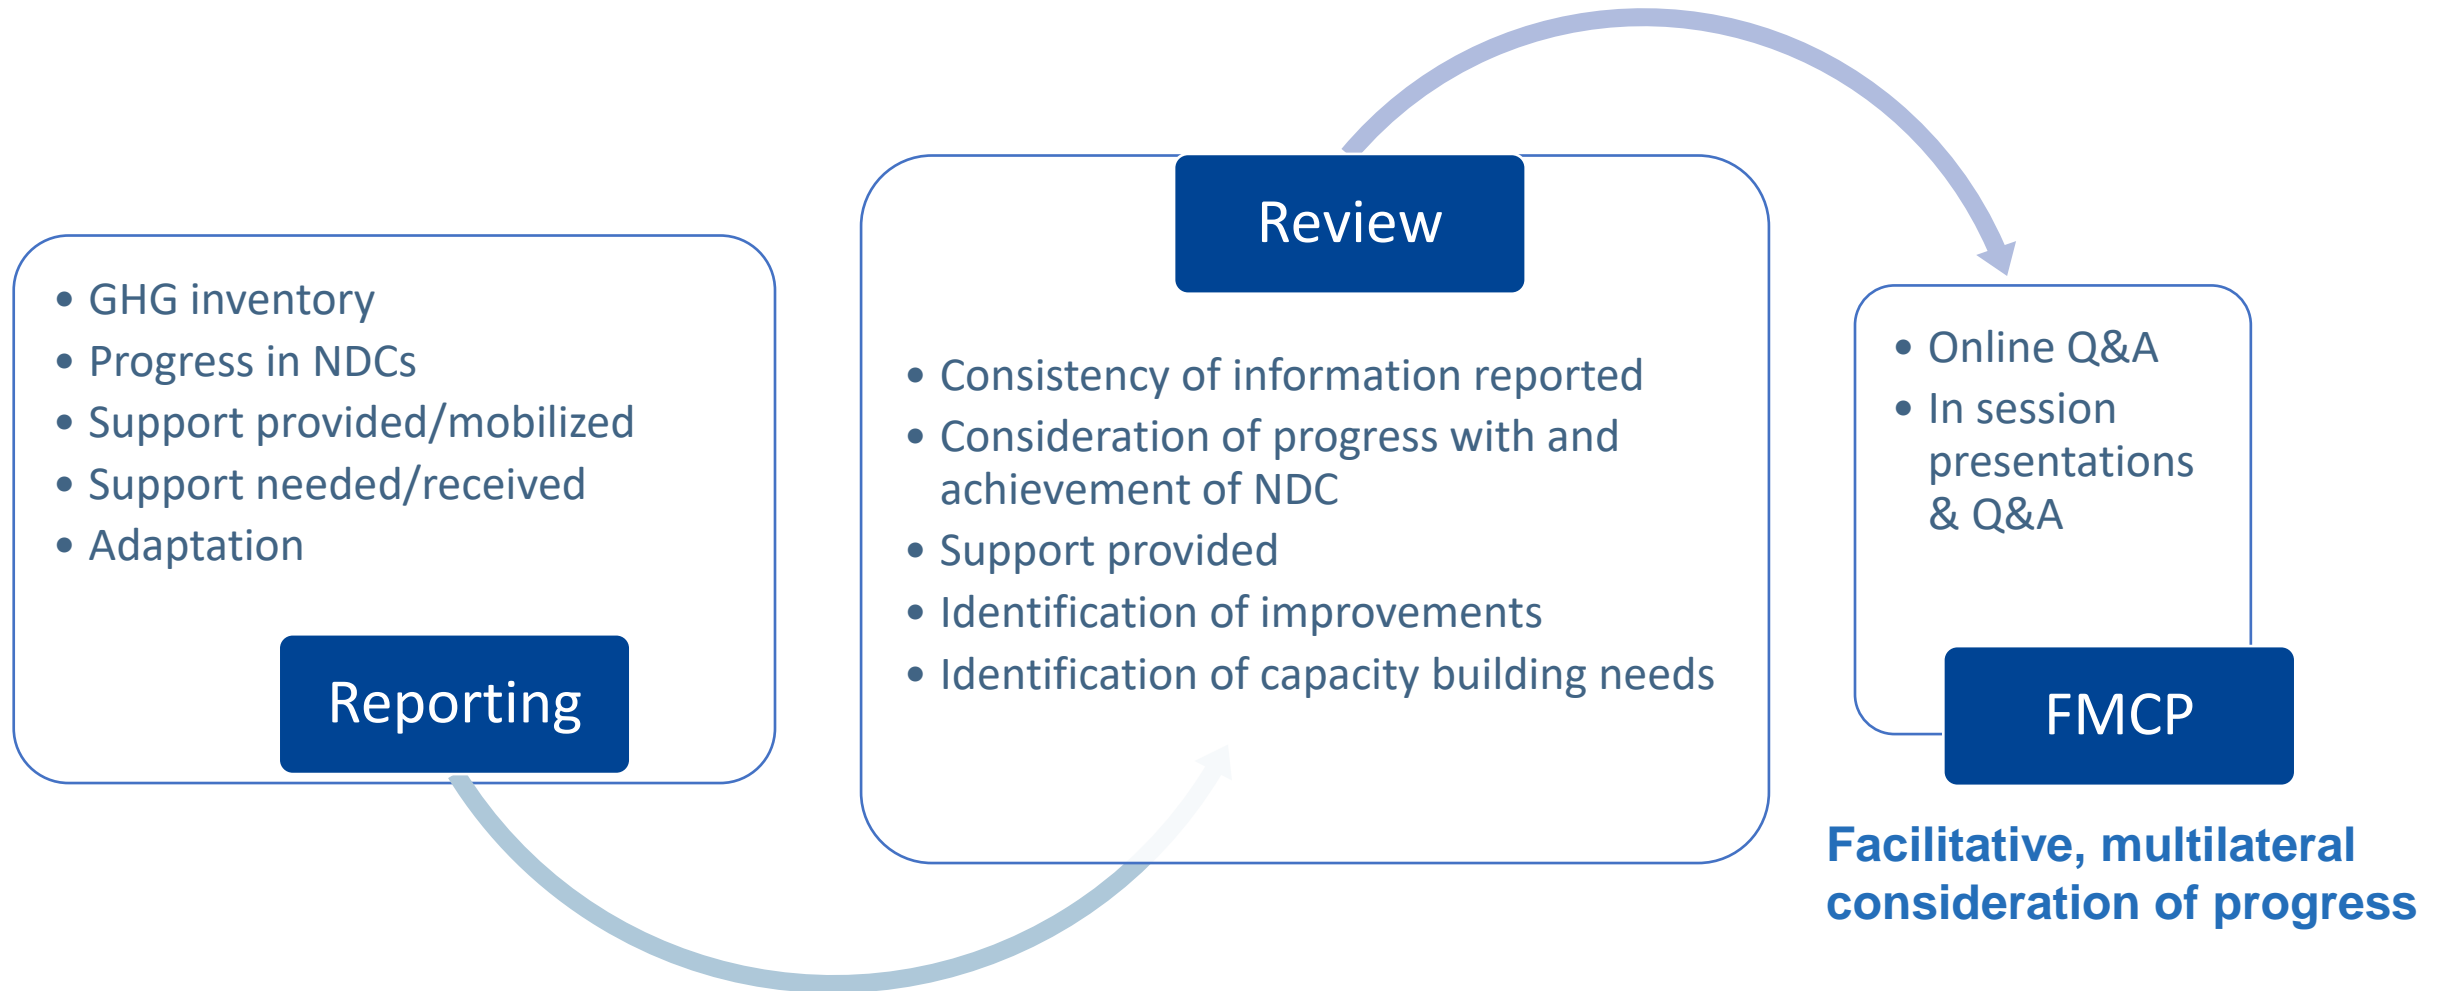 • GHG inventory
• Progress in NDCs
• Support provided/mobilized
• Support needed/received
• Adaptation
Reporting
Review
• Consistency of information reported
• Consideration of progress with and
achievement of NDC
• Support provided
• Identification of improvements
• Identification of capacity building needs
• Online Q&A
• In session
presentations
& Q&A
FMCP
Facilitative, multilateral
consideration of progress